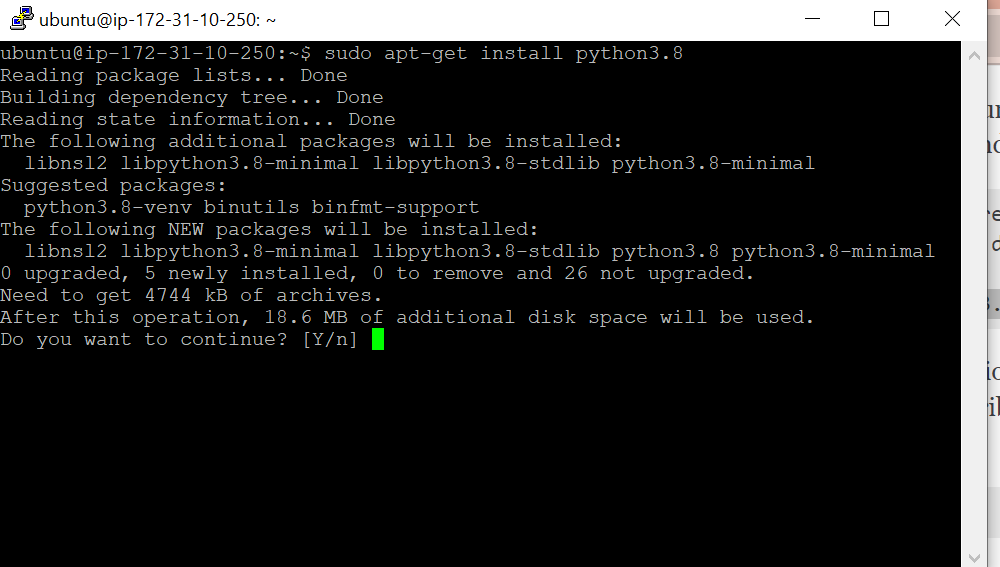 ubuntu@ip-172-31-10-250: ~
ubuntu@ip-172-31-10-250:~$ sudo apt-get install python3.8
Reading package lists... Done
Building dependency tree... Done
Reading state information... Done
The following additional packages will be installed:
  libnsl2 libpython3.8-minimal libpython3.8-stdlib python3.8-minimal
Suggested packages:
  python3.8-venv binutils binfmt-support
The following NEW packages will be installed:
  libnsl2 libpython3.8-minimal libpython3.8-stdlib python3.8 python3.8-minimal
0 upgraded, 5 newly installed, 0 to remove and 26 not upgraded.
Need to get 4744 kB of archives.
After this operation, 18.6 MB of additional disk space will be used.
Do you want to continue? [Y/n]